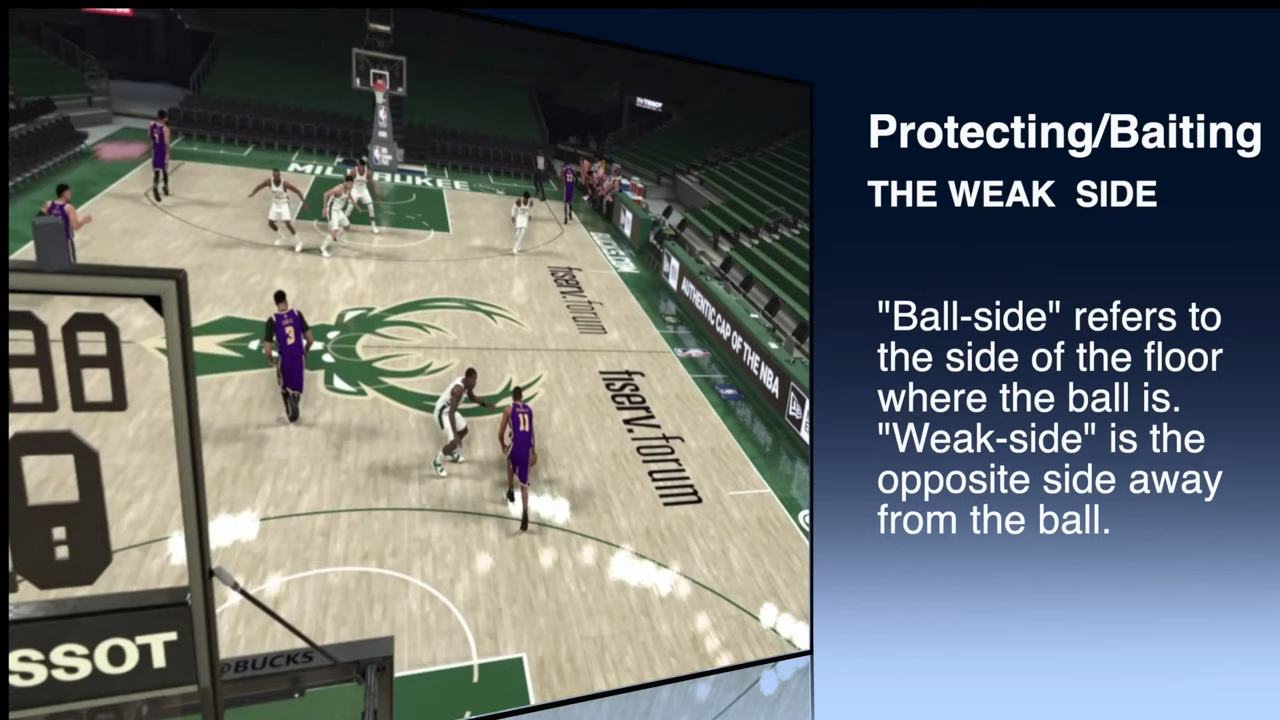 Protecting/Baiting
THE WEAK SIDE
"Ball-side" refers to
the side of the floor
where the ball is.
"Weak-side" is the
opposite side away
from the ball.
MILWAUKEE
fiserv.forum
fiserv.forum
AUTHENTIC CAP OF THE NBA
3
11
SSOT
BUCKS